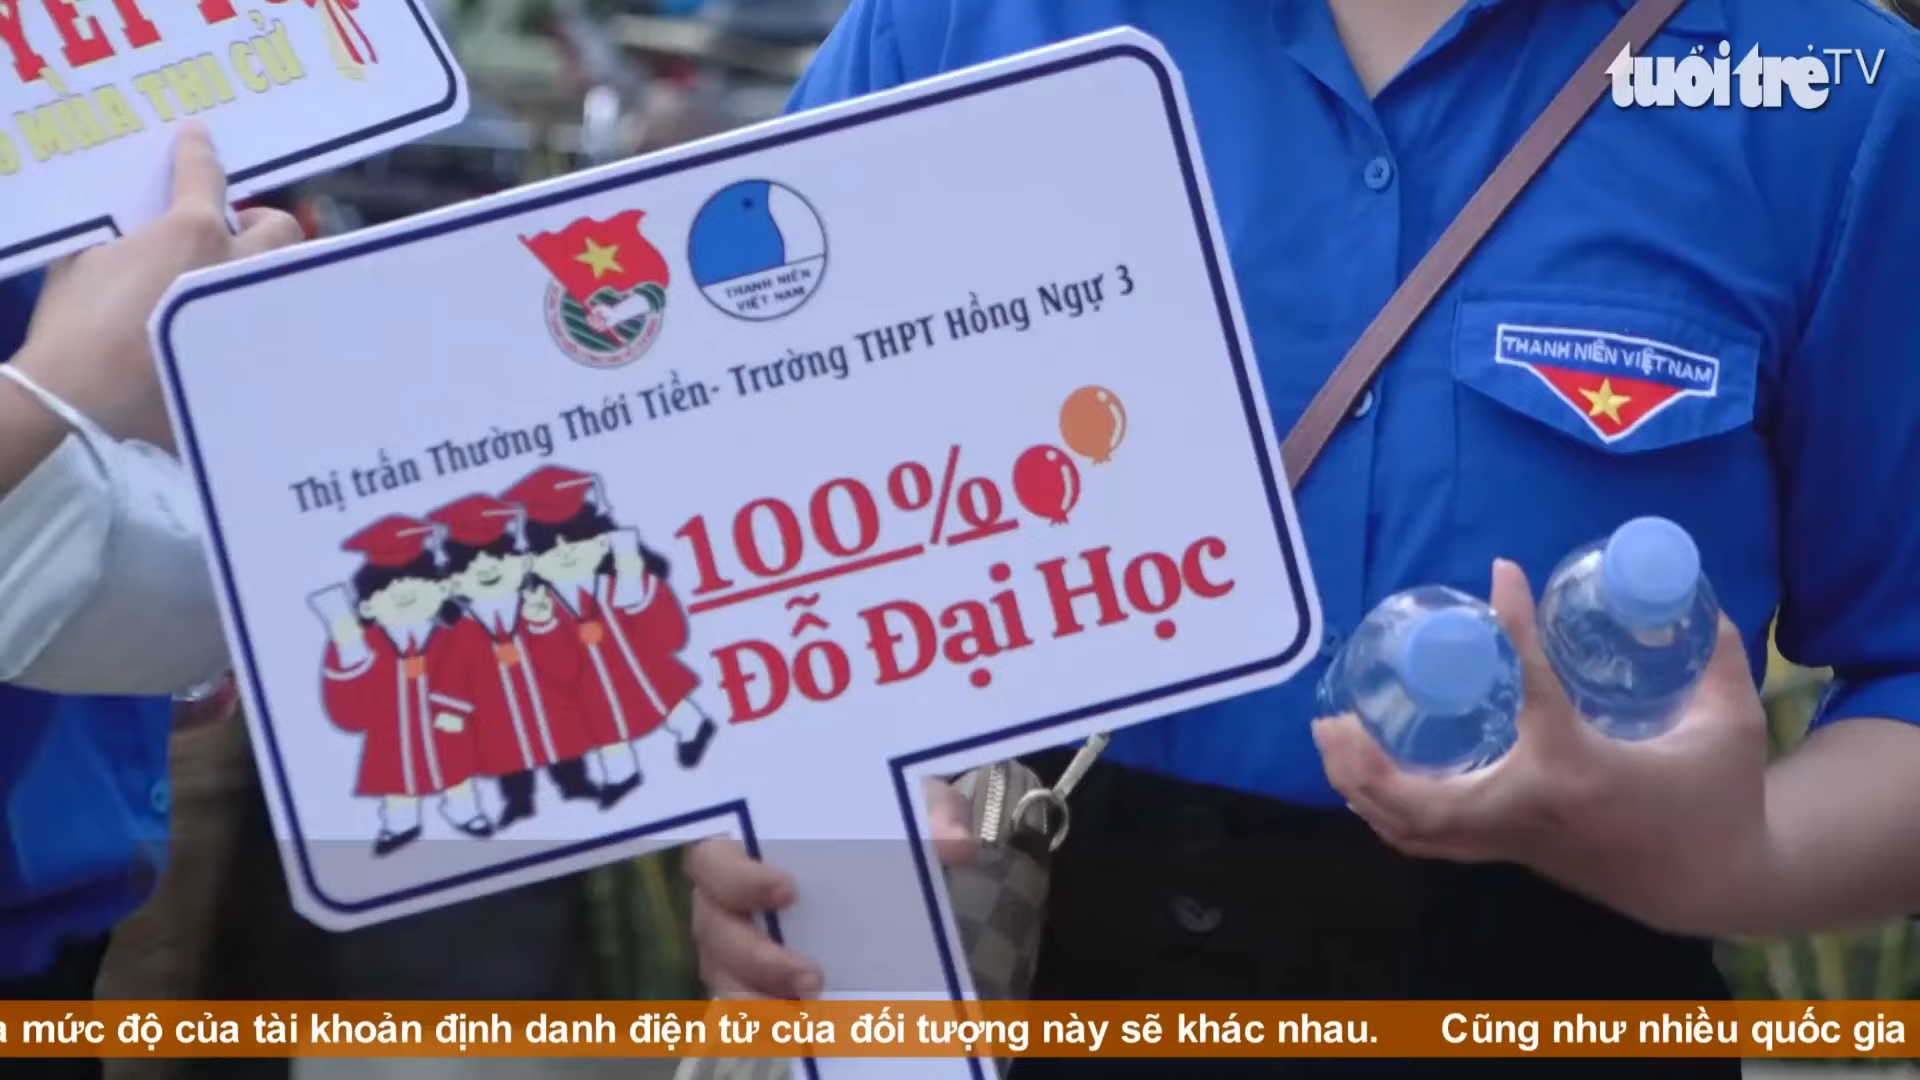 tuổi trẻ TV
MÙA THI CỬ
THANH NIÊN
VIỆT NAM
Thị trấn Thường Thới Tiền- Trường THPT Hồng Ngự 3
100%
Đỗ Đại Học
THANH NIÊN VIỆT NAM
mức độ của tài khoản định danh điện tử của đối tượng này sẽ khác nhau. Cũng như nhiều quốc gia